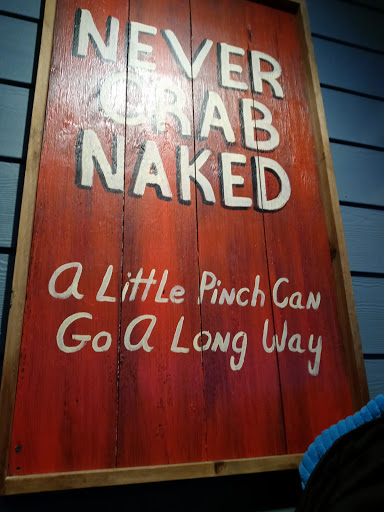 NEVER
CRAB
NAKED
A LittLe PiNcH CaN
Go A LoNg Way